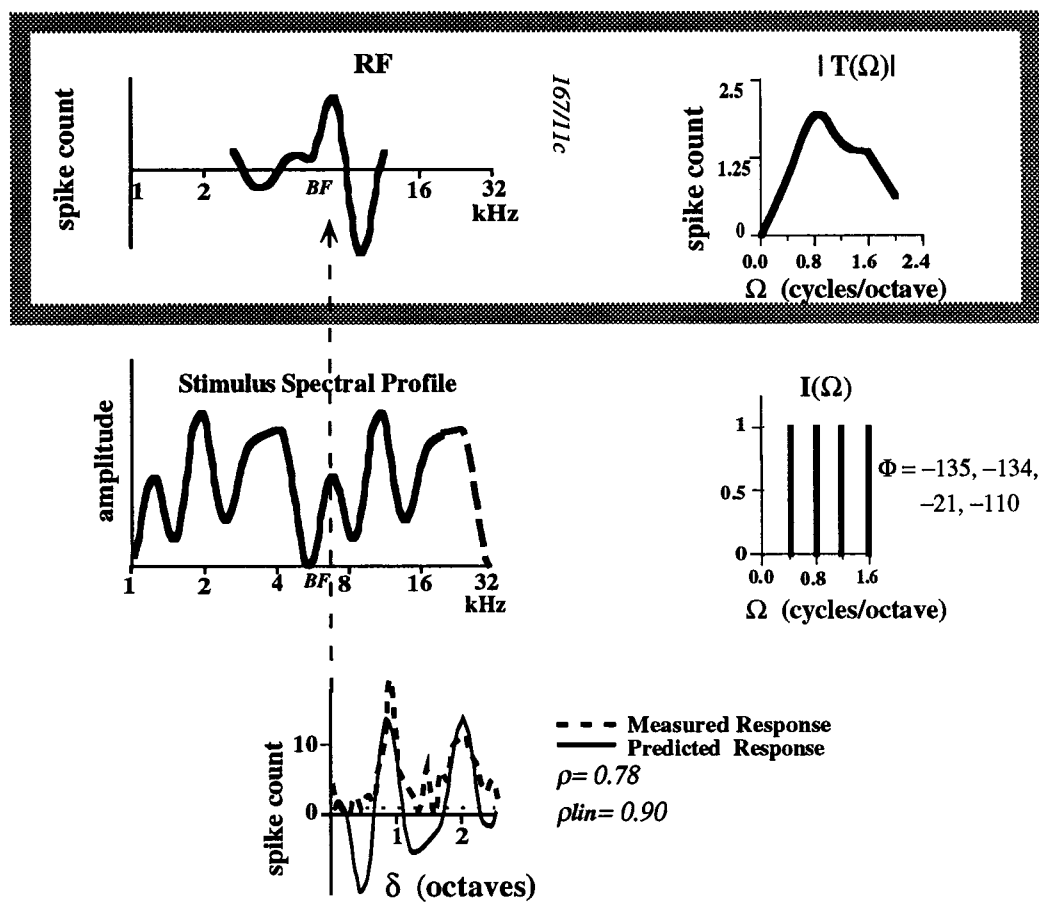 RF
spike count
1 2 BF 16 32
kHz
167/11c
|T(Ω)|
spike count
2.5
1.25
0
0.0 0.8 1.6 2.4
Ω (cycles/octave)
Stimulus Spectral Profile
amplitude
1 2 4 BF 8 16 32
kHz
I(Ω)
1
0.5
0
0.0 0.8 1.6
Ω (cycles/octave)
Φ = −135, −134,
−21, −110
spike count
10
0
1 2
δ (octaves)
Measured Response
Predicted Response
ρ= 0.78
ρlin= 0.90